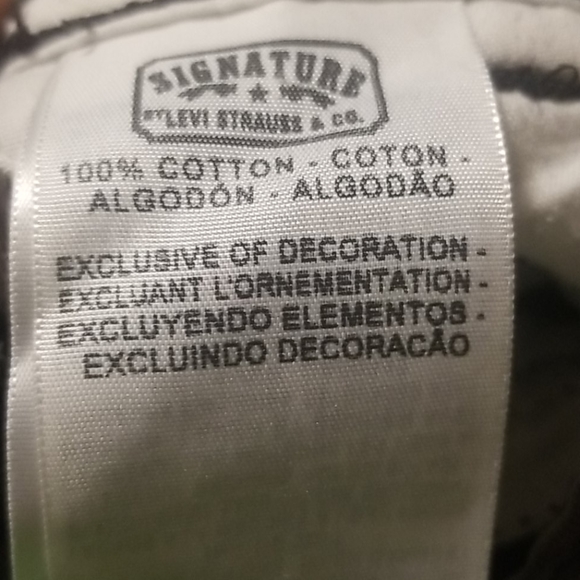 SIGNATURE
BY LEVI STRAUSS & CO.
100% COTTON - COTON -
ALGODÓN - ALGODÃO
EXCLUSIVE OF DECORATION -
EXCLUANT L'ORNEMENTATION -
EXCLUYENDO ELEMENTOS -
EXCLUINDO DECORACÃO